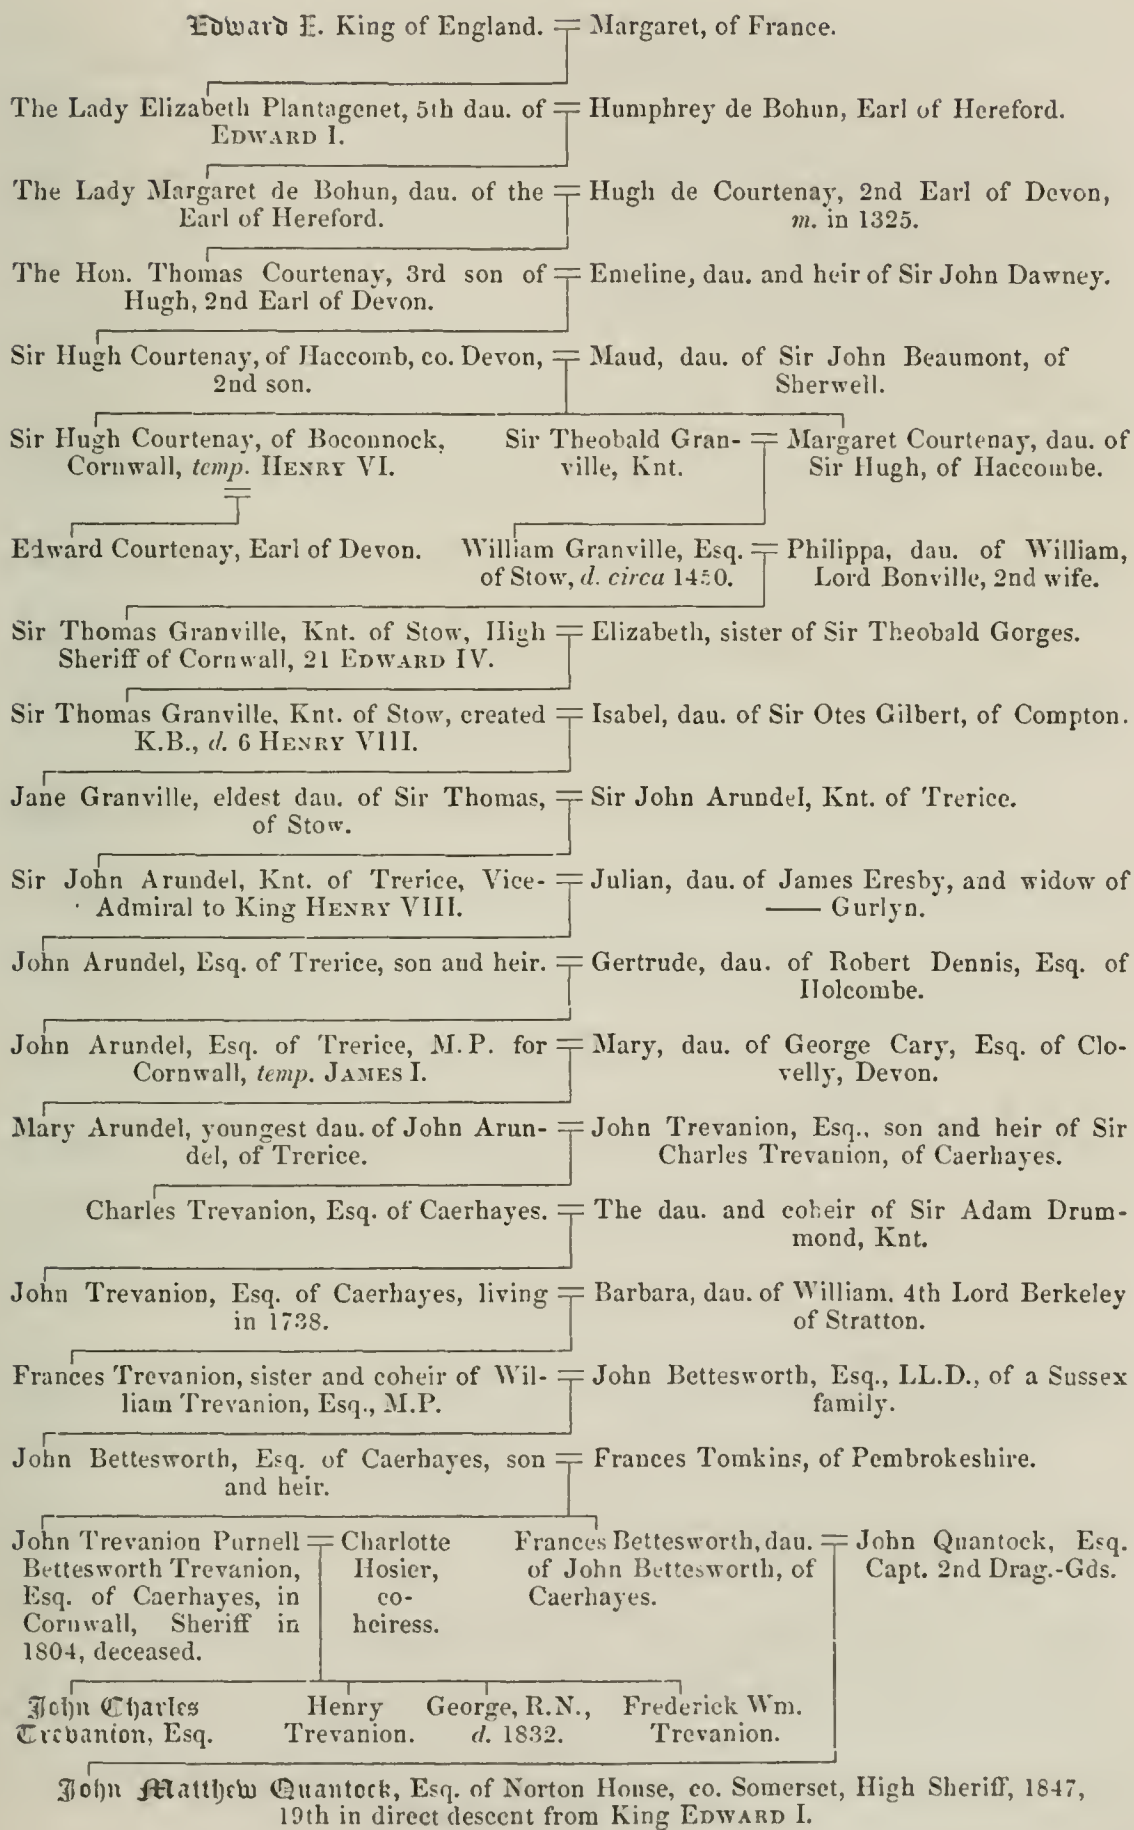 Edward I. King of England. = Margaret, of France.
The Lady Elizabeth Plantagenet, 5th dau. of = Humphrey de Bohun, Earl of Hereford.
EDWARD I.
The Lady Margaret de Bohun, dau. of the = Hugh de Courtenay, 2nd Earl of Devon,
Earl of Hereford. m. in 1325.
The Hon. Thomas Courtenay, 3rd son of = Emeline, dau. and heir of Sir John Dawney.
Hugh, 2nd Earl of Devon.
Sir Hugh Courtenay, of Haccomb, co. Devon, = Maud, dau. of Sir John Beaumont, of
2nd son. Sherwell.
Sir Hugh Courtenay, of Boconnock, Sir Theobald Gran- = Margaret Courtenay, dau. of
Cornwall, temp. HENRY VI. ville, Knt. Sir Hugh, of Haccombe.
Edward Courtenay, Earl of Devon. William Granville, Esq. = Philippa, dau. of William,
of Stow, d. circa 1450. Lord Bonville, 2nd wife.
Sir Thomas Granville, Knt. of Stow, High = Elizabeth, sister of Sir Theobald Gorges.
Sheriff of Cornwall, 21 EDWARD IV.
Sir Thomas Granville, Knt. of Stow, created = Isabel, dau. of Sir Otes Gilbert, of Compton.
K.B., d. 6 HENRY VIII.
Jane Granville, eldest dau. of Sir Thomas, = Sir John Arundel, Knt. of Trerice.
of Stow.
Sir John Arundel, Knt. of Trerice, Vice- = Julian, dau. of James Eresby, and widow of
Admiral to King HENRY VIII. —— Gurlyn.
John Arundel, Esq. of Trerice, son and heir. = Gertrude, dau. of Robert Dennis, Esq. of
Holcombe.
John Arundel, Esq. of Trerice, M.P. for = Mary, dau. of George Cary, Esq. of Clo-
Cornwall, temp. JAMES I. velly, Devon.
Mary Arundel, youngest dau. of John Arun- = John Trevanion, Esq., son and heir of Sir
del, of Trerice. Charles Trevanion, of Caerhayes.
Charles Trevanion, Esq. of Caerhayes. = The dau. and coheir of Sir Adam Drum-
mond, Knt.
John Trevanion, Esq. of Caerhayes, living = Barbara, dau. of William, 4th Lord Berkeley
in 1738. of Stratton.
Frances Trevanion, sister and coheir of Wil- = John Bettesworth, Esq., LL.D., of a Sussex
liam Trevanion, Esq., M.P. family.
John Bettesworth, Esq. of Caerhayes, son = Frances Tomkins, of Pembrokeshire.
and heir.
John Trevanion Purnell = Charlotte Frances Bettesworth, dau. = John Quantock, Esq.
Bettesworth Trevanion, Hosier, of John Bettesworth, of Capt. 2nd Drag.-Gds.
Esq. of Caerhayes, in co- Caerhayes.
Cornwall, Sheriff in heiress.
1804, deceased.
John Charles Henry George, R.N., Frederick Wm.
Trevanion, Esq. Trevanion. d. 1832. Trevanion.
John Matthew Quantock, Esq. of Norton House, co. Somerset, High Sheriff, 1847,
19th in direct descent from King EDWARD I.